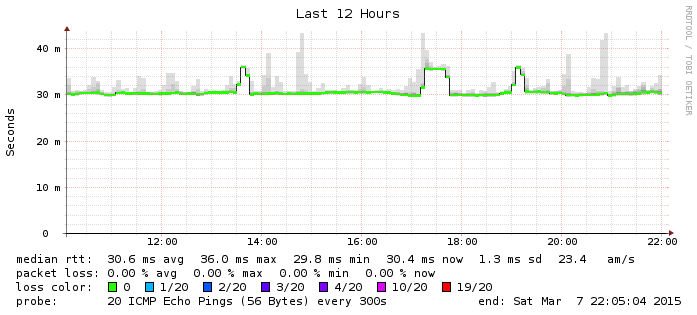 Last 12 Hours
RRDTOOL / TOBI OETIKER
Seconds
40 m
30 m
20 m
10 m
0
12:00 14:00 16:00 18:00 20:00 22:00
median rtt: 30.6 ms avg 36.0 ms max 29.8 ms min 30.4 ms now 1.3 ms sd 23.4 am/s
packet loss: 0.00 % avg 0.00 % max 0.00 % min 0.00 % now
loss color: 0 1/20 2/20 3/20 4/20 10/20 19/20
probe: 20 ICMP Echo Pings (56 Bytes) every 300s end: Sat Mar 7 22:05:04 2015